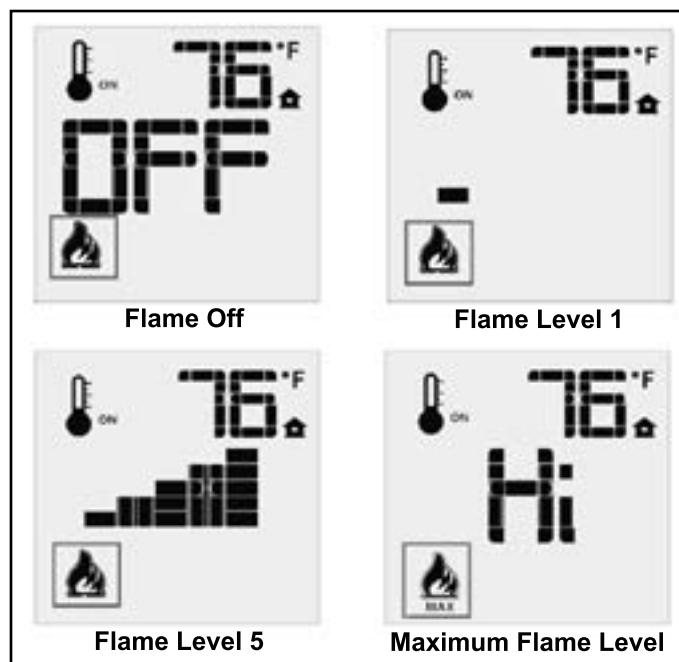 76 °F
ON
OFF
Flame Off
76 °F
ON
Flame Level 1
76 °F
ON
Flame Level 5
76 °F
ON
Hi
MAX
Maximum Flame Level